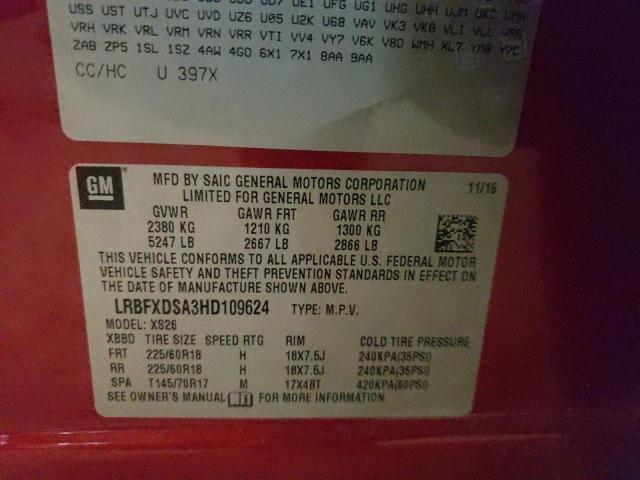 USS UST UTJ UVC UVD UZ6 U05 U2K U68 VAV VK3 VK8 VLI VLL VRG
VRH VRK VRL VRM VRN VRR VTI VV4 VY7 V6K V8D WMH XL7 YM8 Y7C
ZAB ZP5 1SL 1SZ 4AW 4G0 6X1 7X1 8AA 9AA
CC/HC U 397X
GM
MFD BY SAIC GENERAL MOTORS CORPORATION 11/16
LIMITED FOR GENERAL MOTORS LLC
GVWR GAWR FRT GAWR RR
2380 KG 1210 KG 1300 KG
5247 LB 2667 LB 2866 LB
THIS VEHICLE CONFORMS TO ALL APPLICABLE U.S. FEDERAL MOTOR
VEHICLE SAFETY AND THEFT PREVENTION STANDARDS IN EFFECT ON
THE DATE OF MANUFACTURE SHOWN ABOVE.
LRBFXDSA3HD109624 TYPE: M.P.V.
MODEL: XS26
XBBD TIRE SIZE SPEED RTG RIM COLD TIRE PRESSURE
FRT 225/60R18 H 18X7.5J 240KPA(35PSI)
RR 225/60R18 H 18X7.5J 240KPA(35PSI)
SPA T145/70R17 M 17X4BT 420KPA(60PSI)
SEE OWNER'S MANUAL FOR MORE INFORMATION.